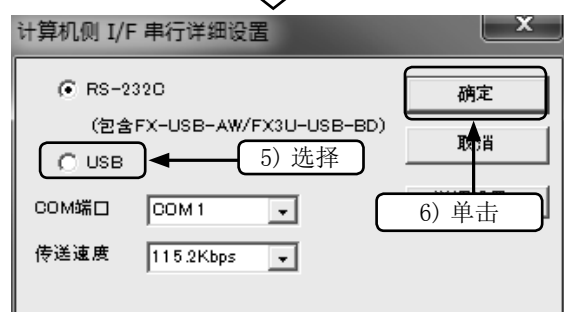 计算机侧 I/F 串行详细设置
X
RS-232C
(包含FX-USB-AW/FX3U-USB-BD)
USB
5) 选择
COM端口
COM1
传送速度
115.2Kbps
确定
取消
6) 单击